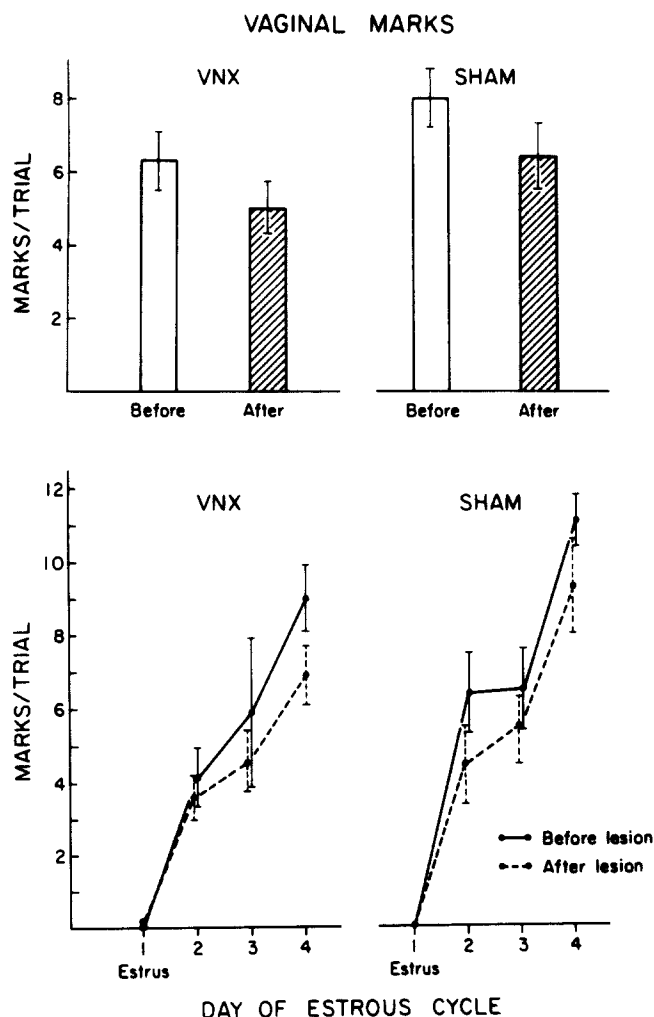 VAGINAL MARKS
VNX
SHAM
MARKS/TRIAL
8
6
4
2
Before
After
Before
After
VNX
SHAM
MARKS/TRIAL
12
10
8
6
4
2
Before lesion
After lesion
1
2
3
4
1
2
3
4
Estrus
Estrus
DAY OF ESTROUS CYCLE